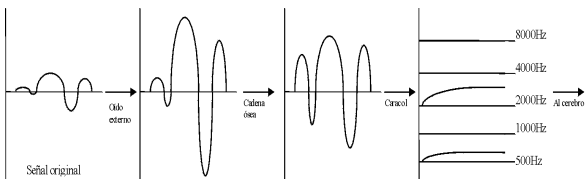 8000Hz
4000Hz
2000Hz
1000Hz
500Hz
Oído
externo
Cadena
ósea
Caracol
Al cerebro
Señal original